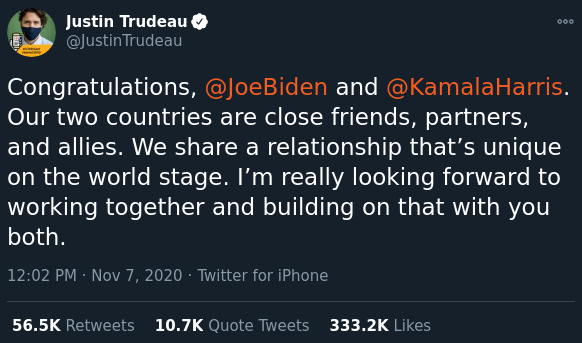 Justin Trudeau
@JustinTrudeau
Congratulations, @JoeBiden and @KamalaHarris.
Our two countries are close friends, partners,
and allies. We share a relationship that’s unique
on the world stage. I’m really looking forward to
working together and building on that with you
both.
12:02 PM · Nov 7, 2020 · Twitter for iPhone
56.5K Retweets 10.7K Quote Tweets 333.2K Likes